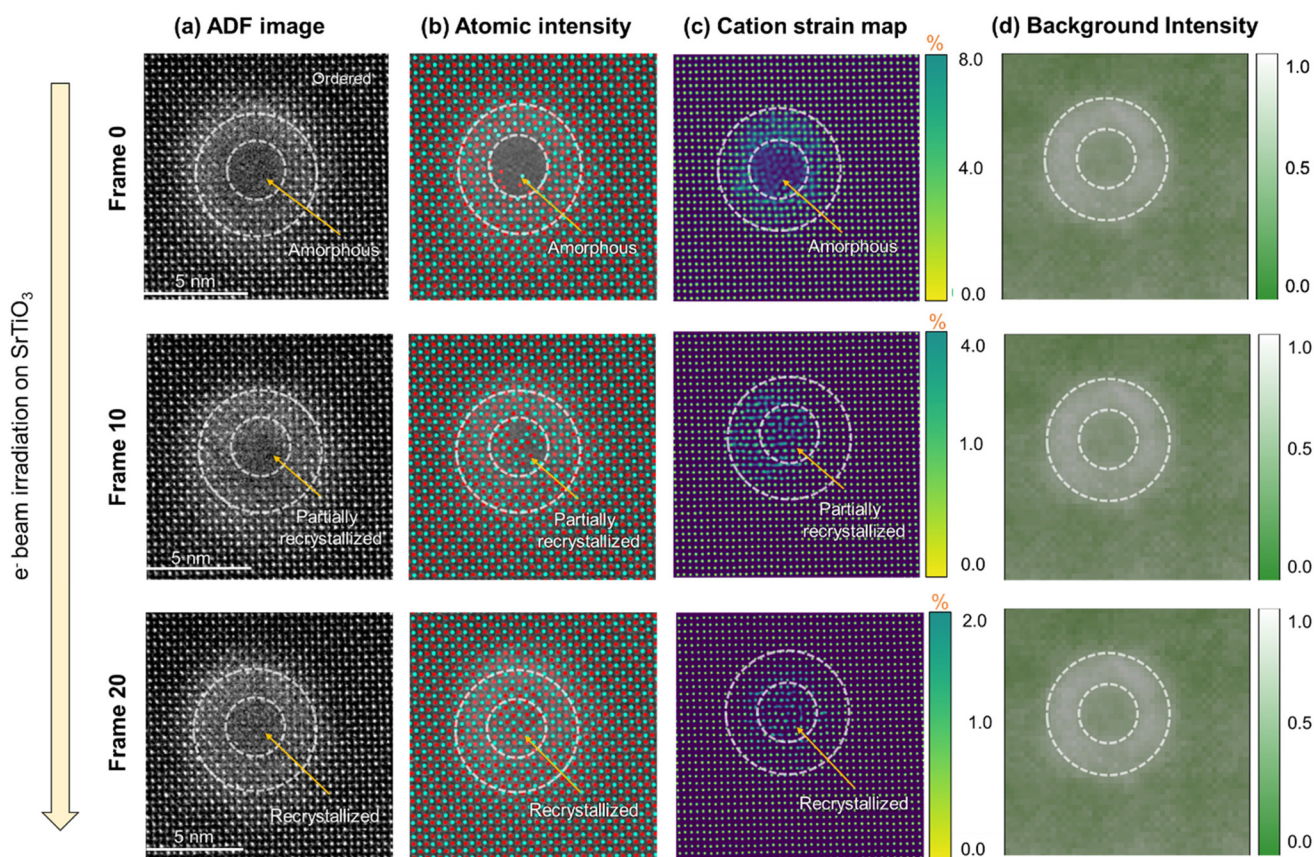 (a) ADF image
(b) Atomic intensity
(c) Cation strain map
(d) Background Intensity
e- beam irradiation on SrTiO3
Frame 0
Ordered
Amorphous
5 nm
Amorphous
Amorphous
%
8.0
4.0
0.0
1.0
0.5
0.0
Frame 10
Partially
recrystallized
5 nm
Partially
recrystallized
Partially
recrystallized
%
4.0
1.0
0.0
1.0
0.5
0.0
Frame 20
Recrystallized
5 nm
Recrystallized
Recrystallized
%
2.0
1.0
0.0
1.0
0.5
0.0